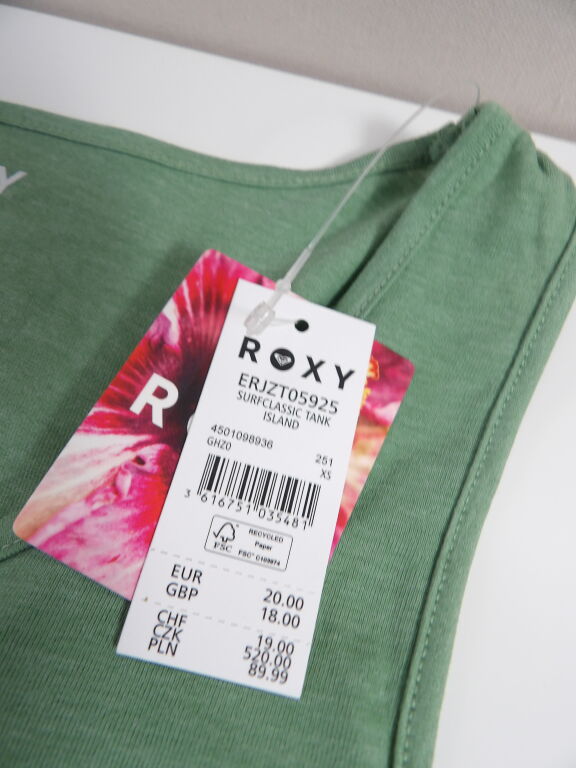 Y
R
ROXY
ERJZT05925
SURFCLASSIC TANK
ISLAND
4501098936 251
GHZ0 XS
3 616751 035481
FSC
RECYCLED
Paper
EUR 20.00
GBP 18.00
CHF 19.00
CZK 520.00
PLN 89.99